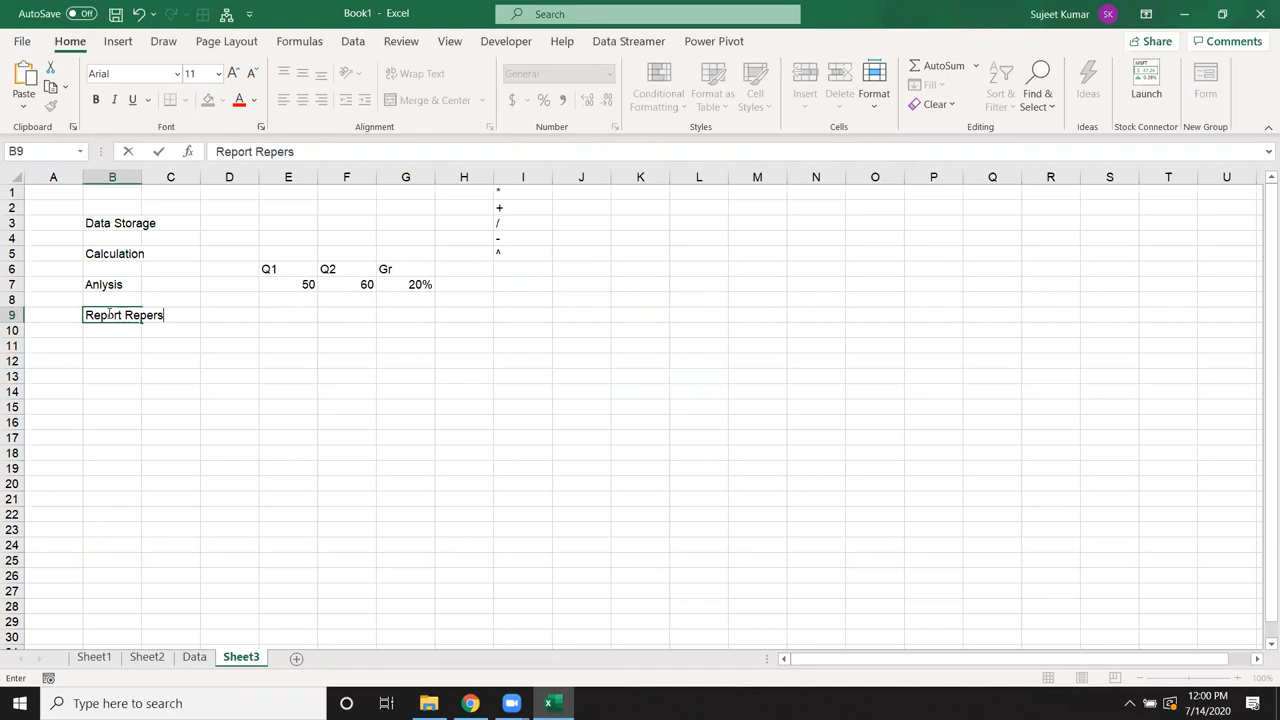 AutoSave Off Book1 - Excel Search Sujeet Kumar SK
File Home Insert Draw Page Layout Formulas Data Review View Developer Help Data Streamer Power Pivot Share Comments
Paste Arial 11 Wrap Text General Conditional Formatting Format as Table Cell Styles Insert Delete Format AutoSum Fill Clear Sort & Filter Find & Select Ideas Launch Form
B I U Merge & Center $ % 9
Clipboard Font Alignment Number Styles Cells Editing Ideas Stock Connector New Group
B9 fx Report Repers
A B C D E F G H I J K L M N O P Q R S T U
1 *
2 +
3 Data Storage /
4 -
5 Calculation ^
6 Q1 Q2 Gr
7 Anlysis 50 60 20%
8
9 Report Repers
10
11
12
13
14
15
16
17
18
19
20
21
22
23
24
25
26
27
28
29
30
Sheet1 Sheet2 Data Sheet3
Enter 100%
Type here to search 12:00 PM
7/14/2020